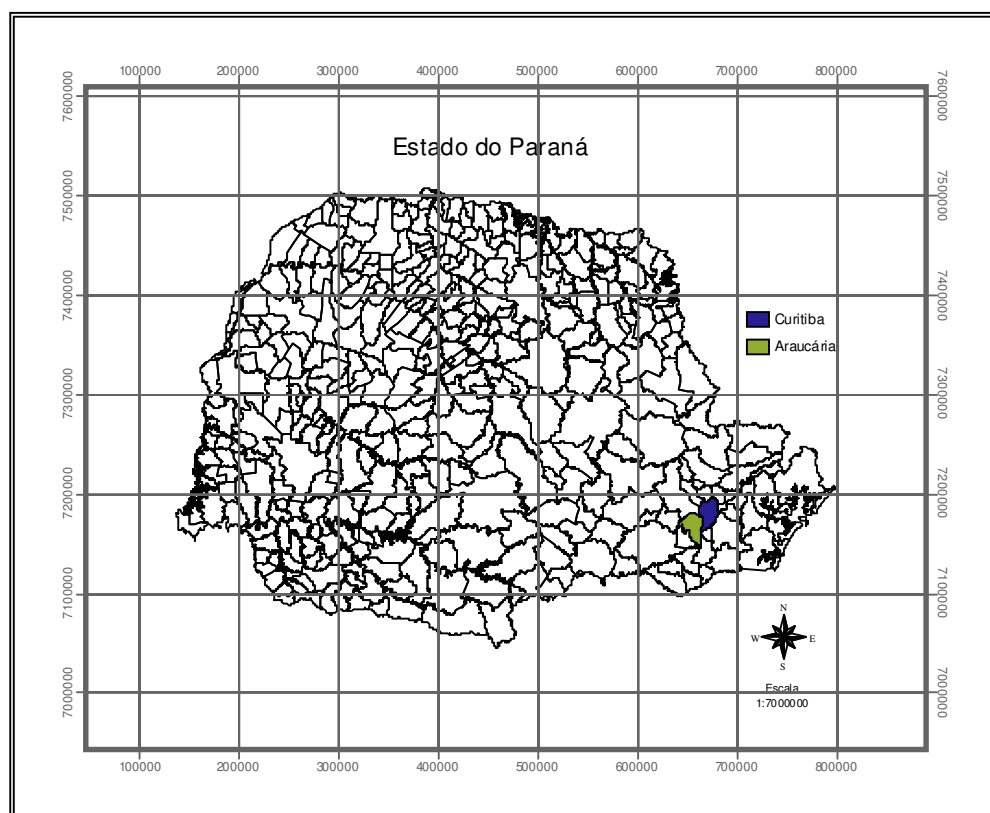 100000 200000 300000 400000 500000 600000 700000 800000
7600000 7600000
Estado do Paraná
7500000 7500000
7400000 7400000
Curitiba
Araucária
7300000 7300000
7200000 7200000
7100000 7100000
N
W E
S
Escala
1:7000000
7000000 7000000
100000 200000 300000 400000 500000 600000 700000 800000